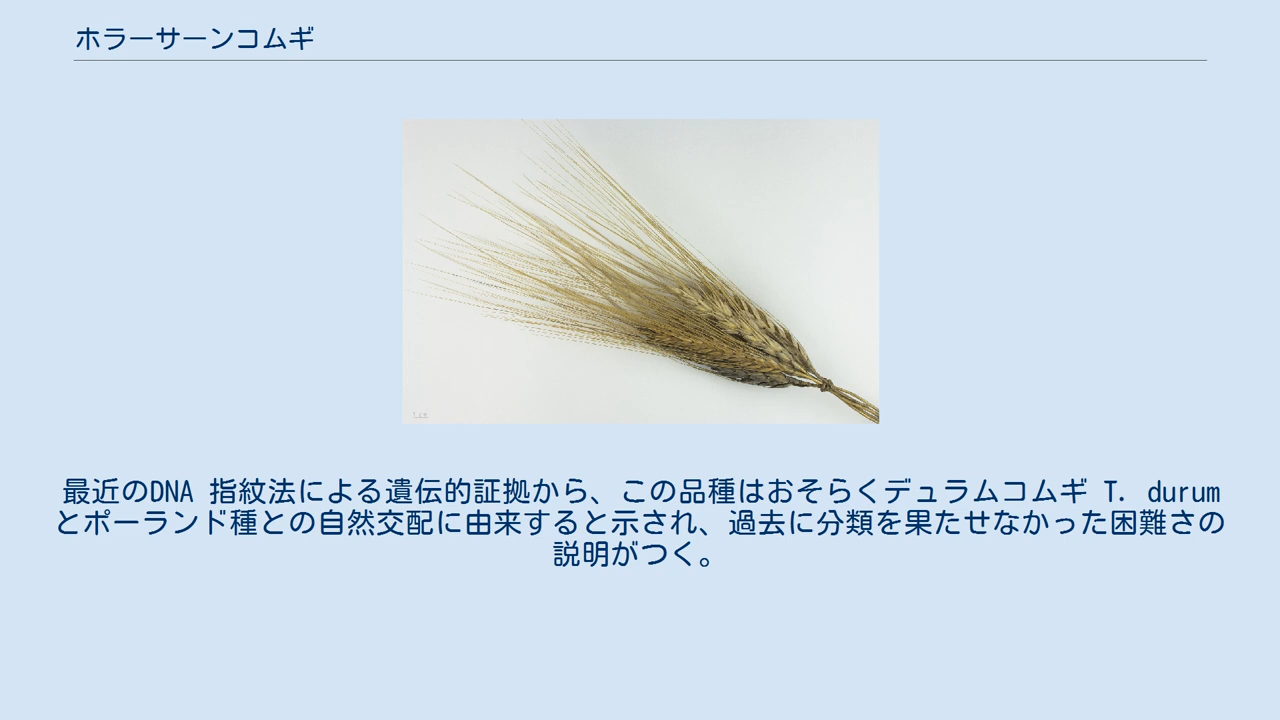 ホラーサーンコムギ
最近のDNA 指紋法による遺伝的証拠から、この品種はおそらくデュラムコムギ T. durum
とポーランド種との自然交配に由来すると示され、過去に分類を果たせなかった困難さの
説明がつく。